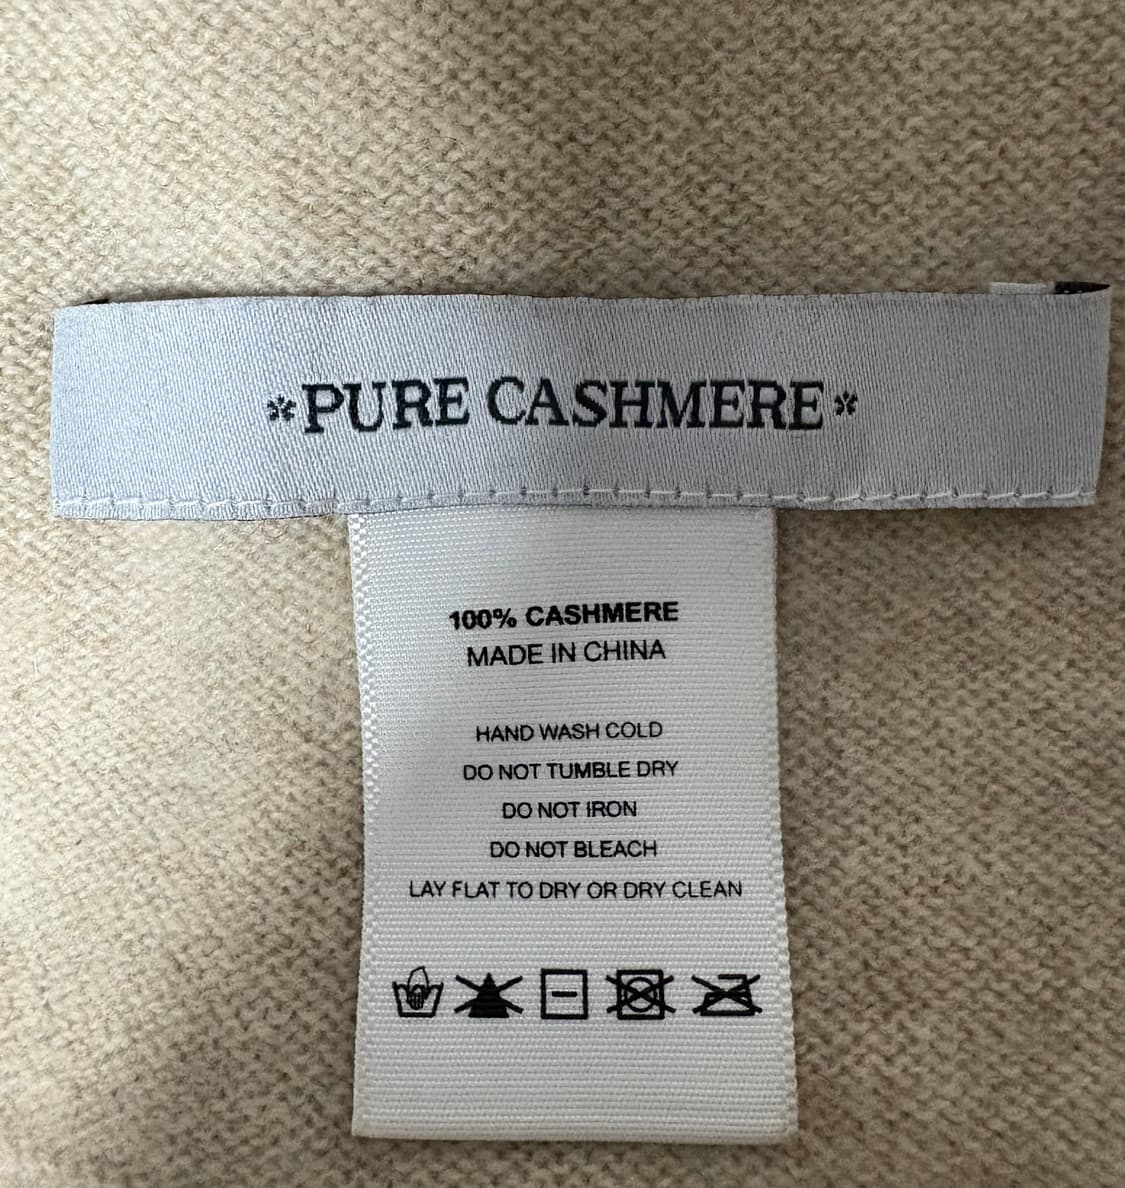 *PURE CASHMERE*
100% CASHMERE
MADE IN CHINA
HAND WASH COLD
DO NOT TUMBLE DRY
DO NOT IRON
DO NOT BLEACH
LAY FLAT TO DRY OR DRY CLEAN